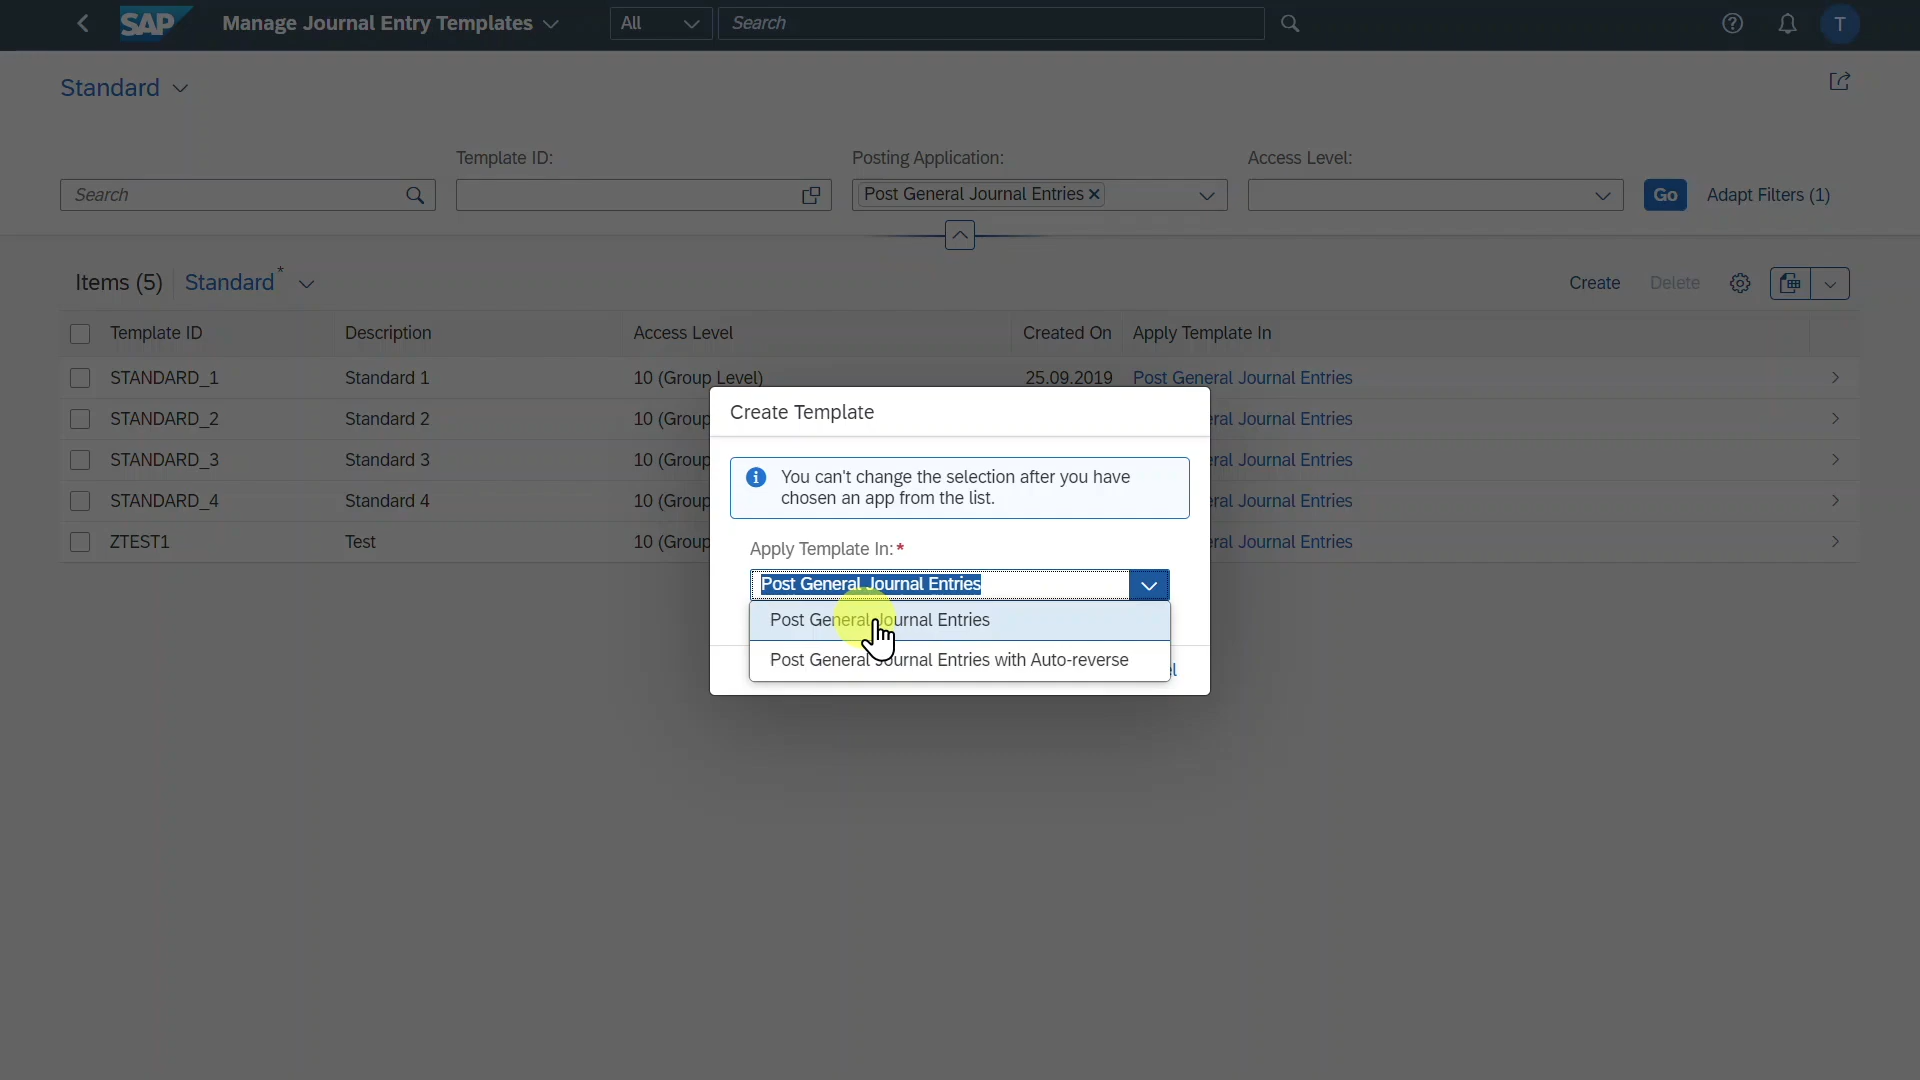 SAP Manage Journal Entry Templates All Search T
Standard
Template ID: Posting Application: Access Level:
Search Post General Journal Entries Go Adapt Filters (1)
Items (5) Standard * Create Delete
Template ID Description Access Level Created On Apply Template In
STANDARD_1 Standard 1 10 (Group Level) 25.09.2019 Post General Journal Entries
STANDARD_2 Standard 2 10 (Group ral Journal Entries
STANDARD_3 Standard 3 10 (Group ral Journal Entries
STANDARD_4 Standard 4 10 (Group ral Journal Entries
ZTEST1 Test 10 (Group ral Journal Entries
Create Template
You can't change the selection after you have
chosen an app from the list.
Apply Template In:*
Post General Journal Entries
Post General Journal Entries
Post General Journal Entries with Auto-reverse